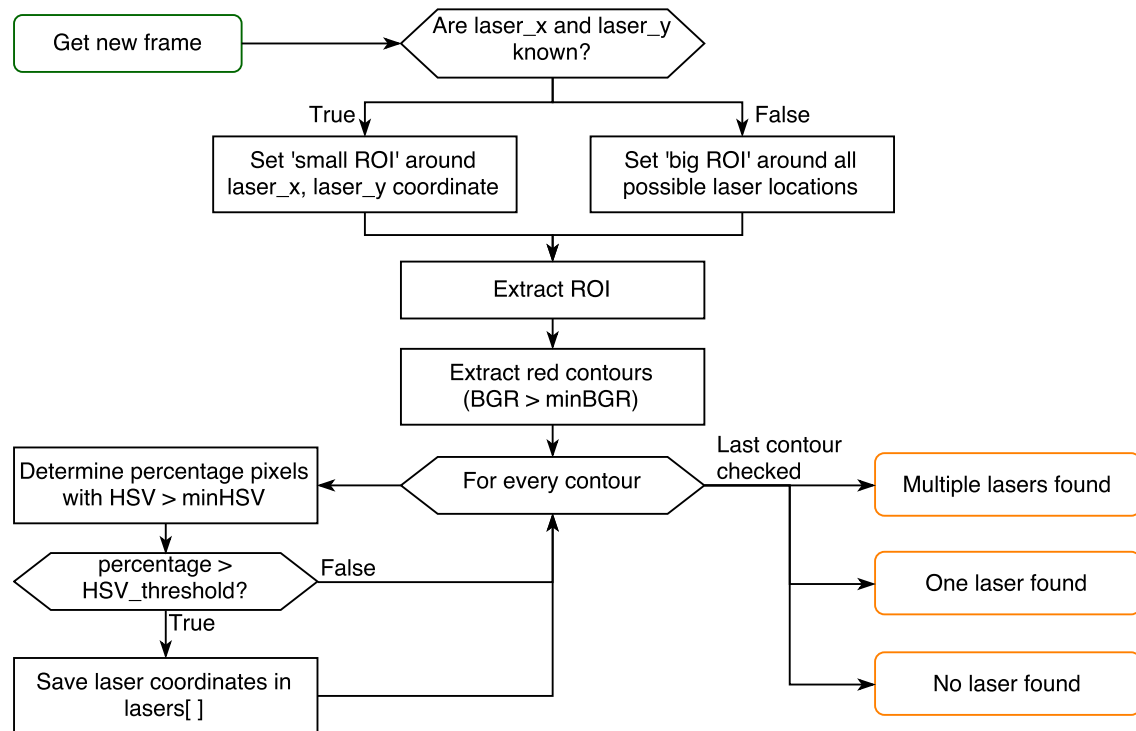 Get new frame
Are laser_x and laser_y
known?
True
False
Set 'small ROI' around
laser_x, laser_y coordinate
Set 'big ROI' around all
possible laser locations
Extract ROI
Extract red contours
(BGR > minBGR)
For every contour
Last contour
checked
Determine percentage pixels
with HSV > minHSV
percentage >
HSV_threshold?
False
True
Save laser coordinates in
lasers[ ]
Multiple lasers found
One laser found
No laser found